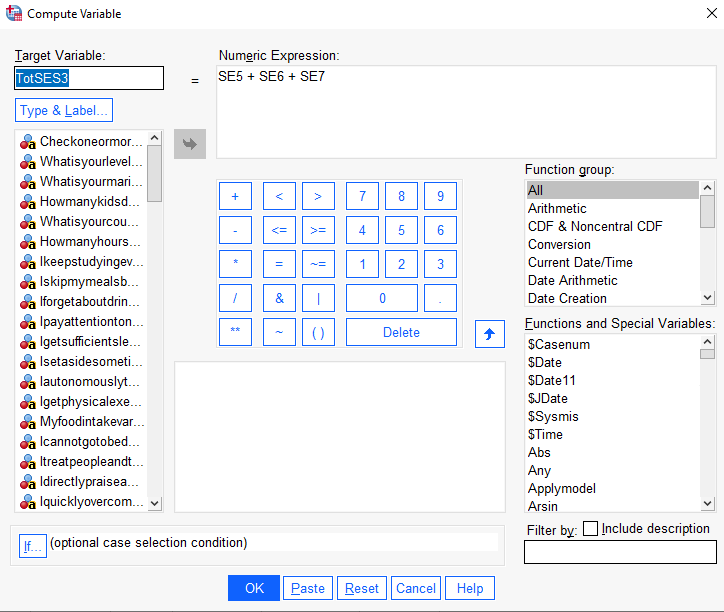 Compute Variable
Target Variable:
TotSES3
=
Numeric Expression:
SE5 + SE6 + SE7
Type & Label...
Checkoneormor...
Whatisyourlevel...
Whatisyourmari...
Howmanykidsd...
Whatisyourcou...
Howmanyhours...
Ikeepstudyingev...
Iskipmymealsb...
Iforgetaboutdrin...
Ipayattentionton...
Igetsufficientsle...
Isetasidesometi...
Iautonomouslyt...
Igetphysicalexe...
Myfoodintakevar...
Icannotgotobed...
Itreatpeopleandt...
Idirectlypraisea...
Iquicklyovercom...
+ < > 7 8 9
- <= >= 4 5 6
* = ~= 1 2 3
/ & | 0 .
** ~ ( ) Delete
Function group:
All
Arithmetic
CDF & Noncentral CDF
Conversion
Current Date/Time
Date Arithmetic
Date Creation
Functions and Special Variables:
$Casenum
$Date
$Date11
$JDate
$Sysmis
$Time
Abs
Any
Applymodel
Arsin
Filter by: Include description
If... (optional case selection condition)
OK Paste Reset Cancel Help